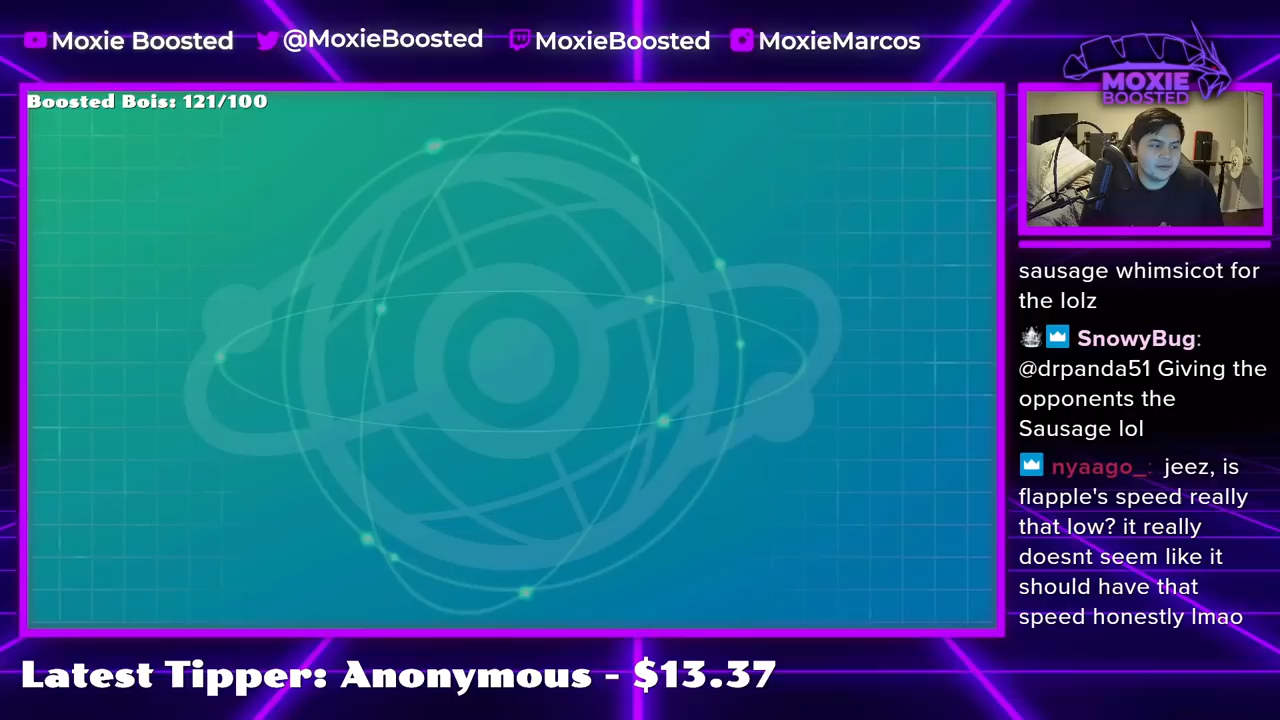 Moxie Boosted @MoxieBoosted MoxieBoosted MoxieMarcos
MOXIE
BOOSTED
Boosted Bois: 121/100
sausage whimsicot for
the lolz
SnowyBug:
@drpanda51 Giving the
opponents the
Sausage lol
nyaago_: jeez, is
flapple's speed really
that low? it really
doesnt seem like it
should have that
speed honestly lmao
Latest Tipper: Anonymous - $13.37